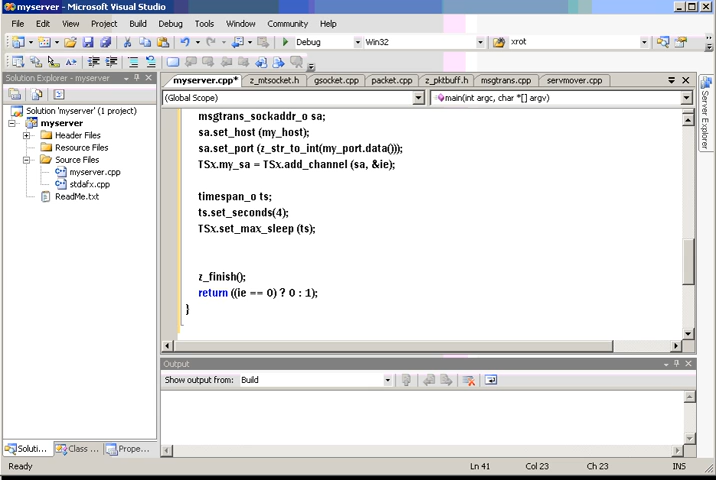 myserver - Microsoft Visual Studio
File Edit View Project Build Debug Tools Window Community Help
Debug Win32 xrot
Solution Explorer - myserver
Solution 'myserver' (1 project)
myserver
Header Files
Resource Files
Source Files
myserver.cpp
stdafx.cpp
ReadMe.txt
Soluti... Class ... Prope...
myserver.cpp* z_mtsocket.h gsocket.cpp packet.cpp z_pktbuff.h msgtrans.cpp servmover.cpp
(Global Scope) main(int argc, char *[] argv)
msgtrans_sockaddr_o sa;
sa.set_host (my_host);
sa.set_port (z_str_to_int(my_port.data()));
TSx.my_sa = TSx.add_channel (sa, &ie);
timespan_o ts;
ts.set_seconds(4);
TSx.set_max_sleep (ts);
z_finish();
return ((ie == 0) ? 0 : 1);
}
Output
Show output from: Build
Server Explorer
Ready Ln 41 Col 23 Ch 23 INS